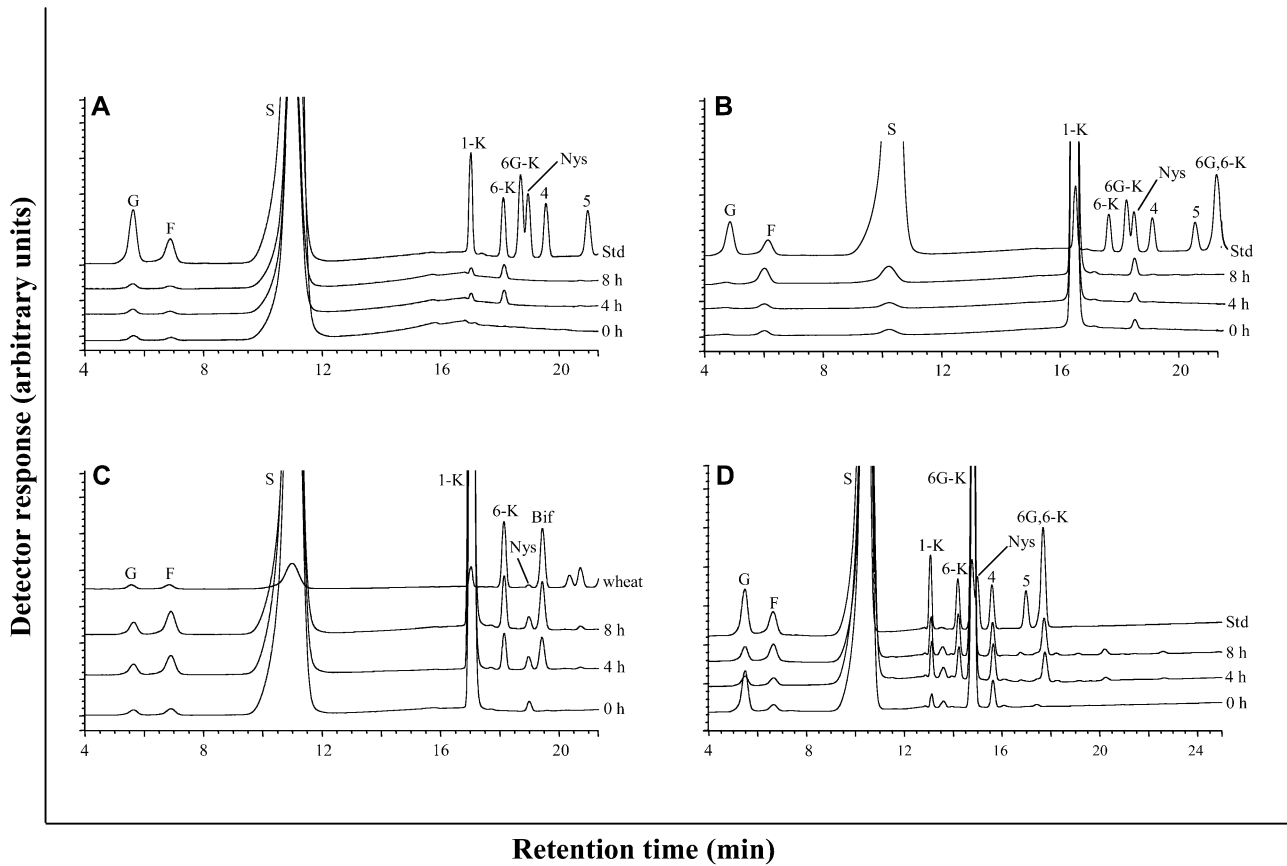 Detector response (arbitrary units)
A
S
1-K
6G-K
Nys
G
F
6-K
4
5
Std
8 h
4 h
0 h
4 8 12 16 20
B
S
1-K
6G,6-K
6G-K
Nys
G
F
6-K
4
5
Std
8 h
4 h
0 h
4 8 12 16 20
C
S
1-K
6-K
Bif
Nys
G
F
wheat
8 h
4 h
0 h
4 8 12 16 20
D
S
6G-K
6G,6-K
1-K
Nys
6-K
G
F
4
5
Std
8 h
4 h
0 h
4 8 12 16 20 24
Retention time (min)